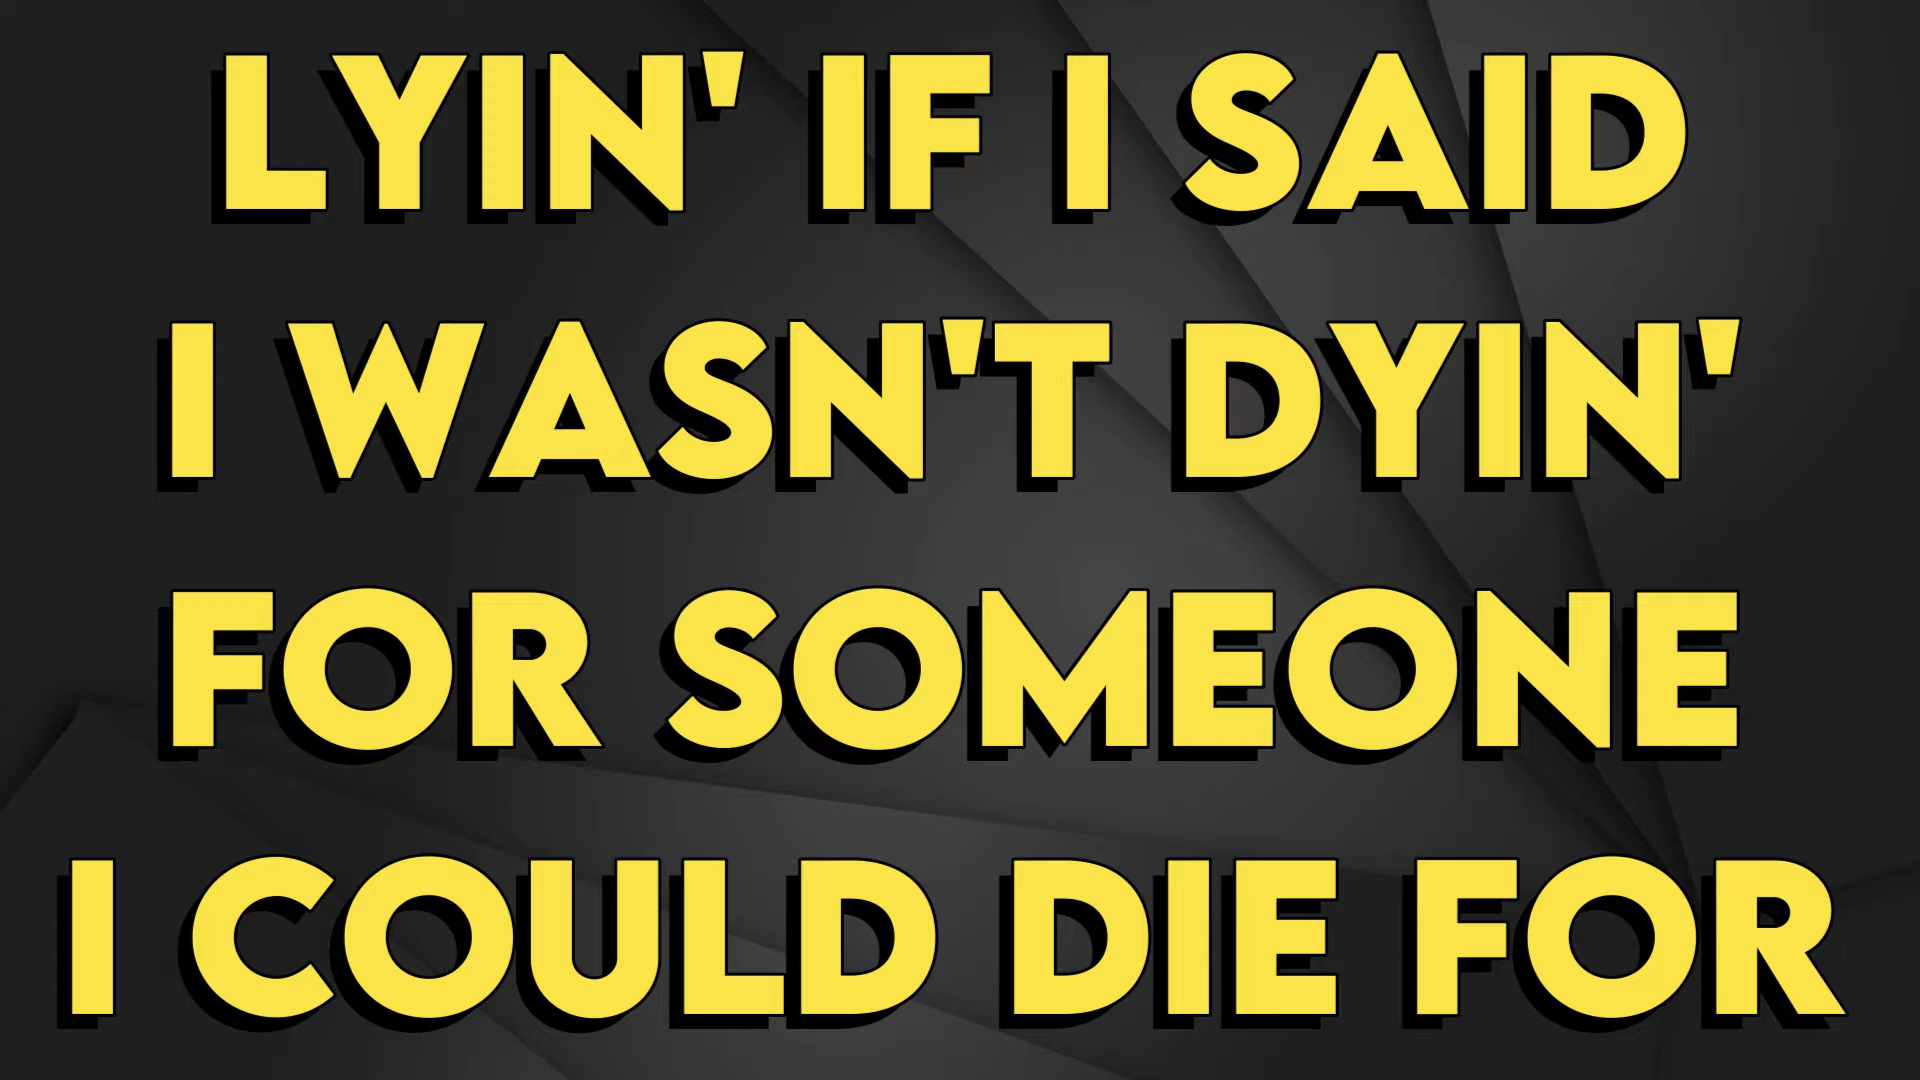 LYIN' IF I SAID
I WASN'T DYIN'
FOR SOMEONE
I COULD DIE FOR